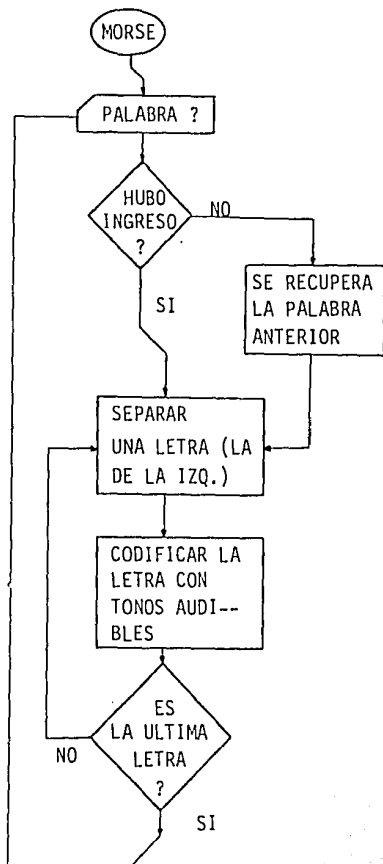 MORSE
PALABRA ?
HUBO
INGRESO
?
NO
SE RECUPERA
LA PALABRA
ANTERIOR
SI
SEPARAR
UNA LETRA (LA
DE LA IZQ.)
CODIFICAR LA
LETRA CON
TONOS AUDI--
BLES
ES
LA ULTIMA
LETRA
?
NO
SI